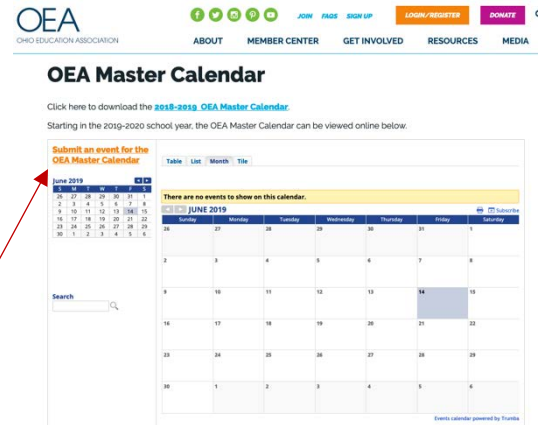 OEA
OHIO EDUCATION ASSOCIATION
JOIN FAQS SIGN UP LOGIN/REGISTER DONATE
ABOUT MEMBER CENTER GET INVOLVED RESOURCES MEDIA
OEA Master Calendar
Click here to download the 2018-2019 OEA Master Calendar.
Starting in the 2019-2020 school year, the OEA Master Calendar can be viewed online below.
Submit an event for the
OEA Master Calendar
June 2019
S M T W T F S
26 27 28 29 30 31 1
2 3 4 5 6 7 8
9 10 11 12 13 14 15
16 17 18 19 20 21 22
23 24 25 26 27 28 29
30 1 2 3 4 5 6
Search
Table List Month Tile
There are no events to show on this calendar.
JUNE 2019 Subscribe
Sunday Monday Tuesday Wednesday Thursday Friday Saturday
26 27 28 29 30 31 1
2 3 4 5 6 7 8
9 10 11 12 13 14 15
16 17 18 19 20 21 22
23 24 25 26 27 28 29
30 1 2 3 4 5 6
Events calendar powered by Trumba